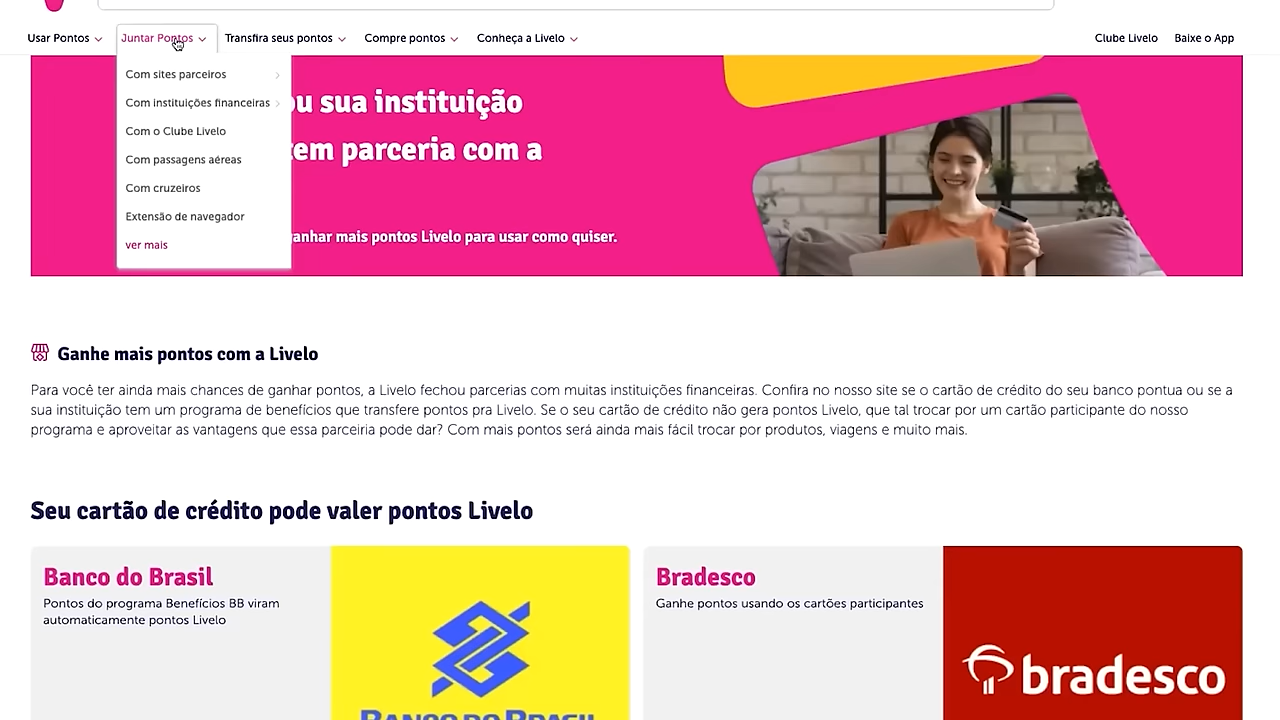 Usar Pontos
Juntar Pontos
Transfira seus pontos
Compre pontos
Conheça a Livelo
Clube Livelo
Baixe o App
Com sites parceiros
Com instituições financeiras
Com o Clube Livelo
Com passagens aéreas
Com cruzeiros
Extensão de navegador
ver mais
ou sua instituição
tem parceria com a
anhar mais pontos Livelo para usar como quiser.
Ganhe mais pontos com a Livelo
Para você ter ainda mais chances de ganhar pontos, a Livelo fechou parcerias com muitas instituições financeiras. Confira no nosso site se o cartão de crédito do seu banco pontua ou se a
sua instituição tem um programa de benefícios que transfere pontos pra Livelo. Se o seu cartão de crédito não gera pontos Livelo, que tal trocar por um cartão participante do nosso
programa e aproveitar as vantagens que essa parceiria pode dar? Com mais pontos será ainda mais fácil trocar por produtos, viagens e muito mais.
Seu cartão de crédito pode valer pontos Livelo
Banco do Brasil
Pontos do programa Benefícios BB viram
automaticamente pontos Livelo
BANCO DO BRASIL
Bradesco
Ganhe pontos usando os cartões participantes
bradesco